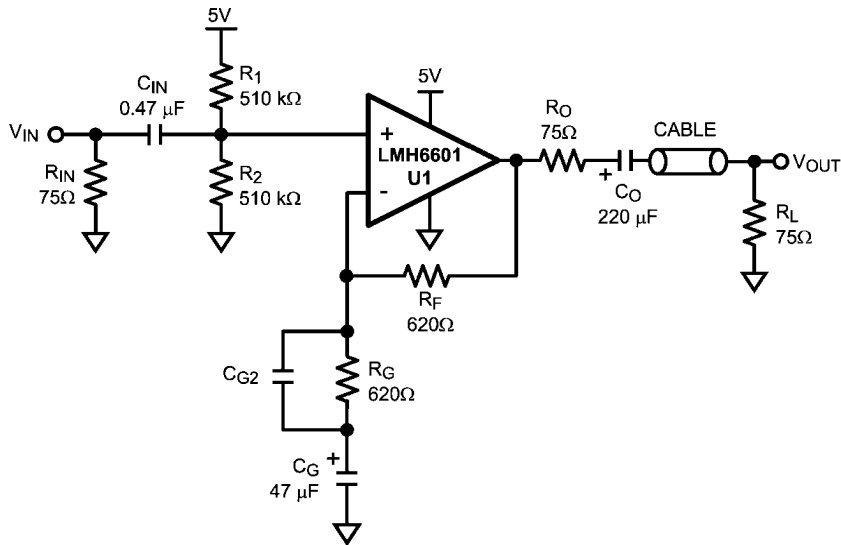 5V
R1
510 kΩ
CIN
0.47 µF
VIN
RIN
75Ω
R2
510 kΩ
5V
+
LMH6601
U1
-
RO
75Ω
+
CO
220 µF
CABLE
VOUT
RL
75Ω
RF
620Ω
CG2
RG
620Ω
+
CG
47 µF